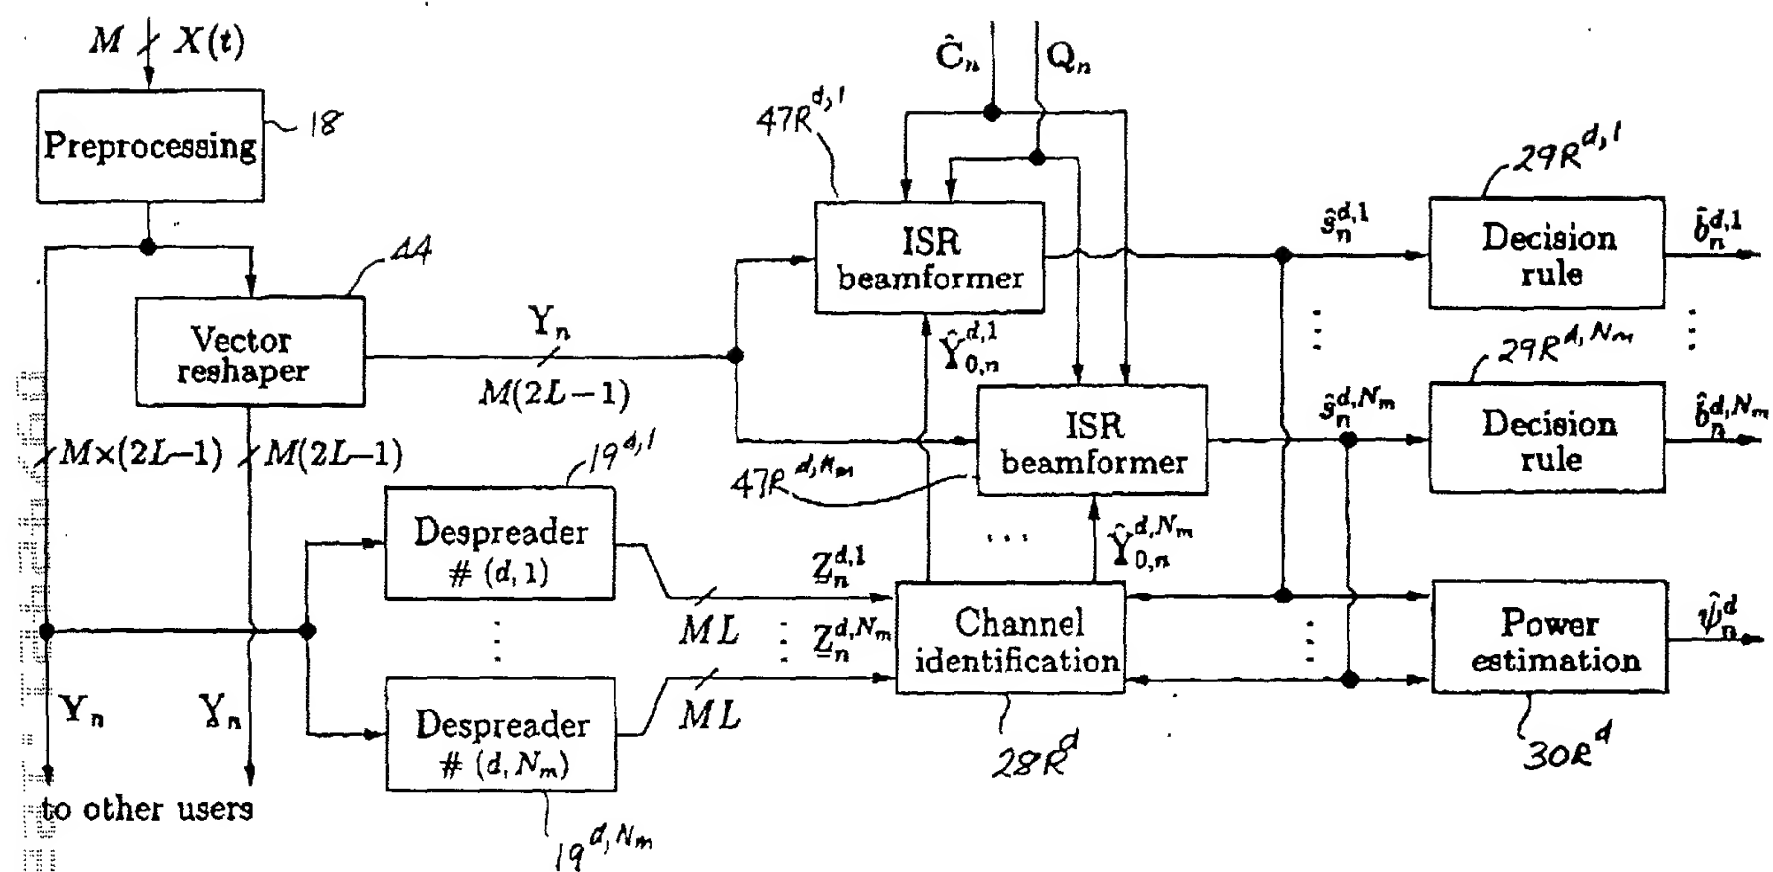 M X(t)
Preprocessing
18
Vector
reshaper
44
Y_n
M(2L−1)
M×(2L−1)
M(2L−1)
Y_n
Y̲_n
to other users
Despreader
# (d, 1)
19^{d,1}
Despreader
# (d, N_m)
19^{d,N_m}
ML
ML
Z̲_n^{d,1}
Z̲_n^{d,N_m}
Ĉ_n
Q_n
47R^{d,1}
ISR
beamformer
Ŷ_{0,n}^{d,1}
ISR
beamformer
47R^{d,N_m}
Ŷ_{0,n}^{d,N_m}
Channel
identification
28R^d
ŝ_n^{d,1}
29R^{d,1}
Decision
rule
b̂_n^{d,1}
ŝ_n^{d,N_m}
29R^{d,N_m}
Decision
rule
b̂_n^{d,N_m}
Power
estimation
30R^d
ψ̂_n^d